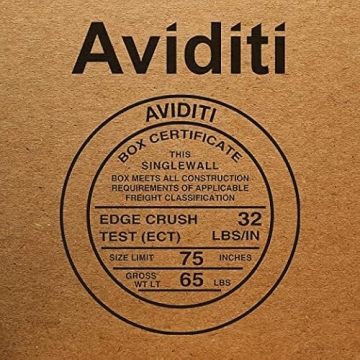 Aviditi
AVIDITI
BOX CERTIFICATE
THIS
SINGLEWALL
BOX MEETS ALL CONSTRUCTION
REQUIREMENTS OF APPLICABLE
FREIGHT CLASSIFICATION
EDGE CRUSH 32
TEST (ECT) LBS/IN
SIZE LIMIT 75 INCHES
GROSS
WT.LT 65 LBS